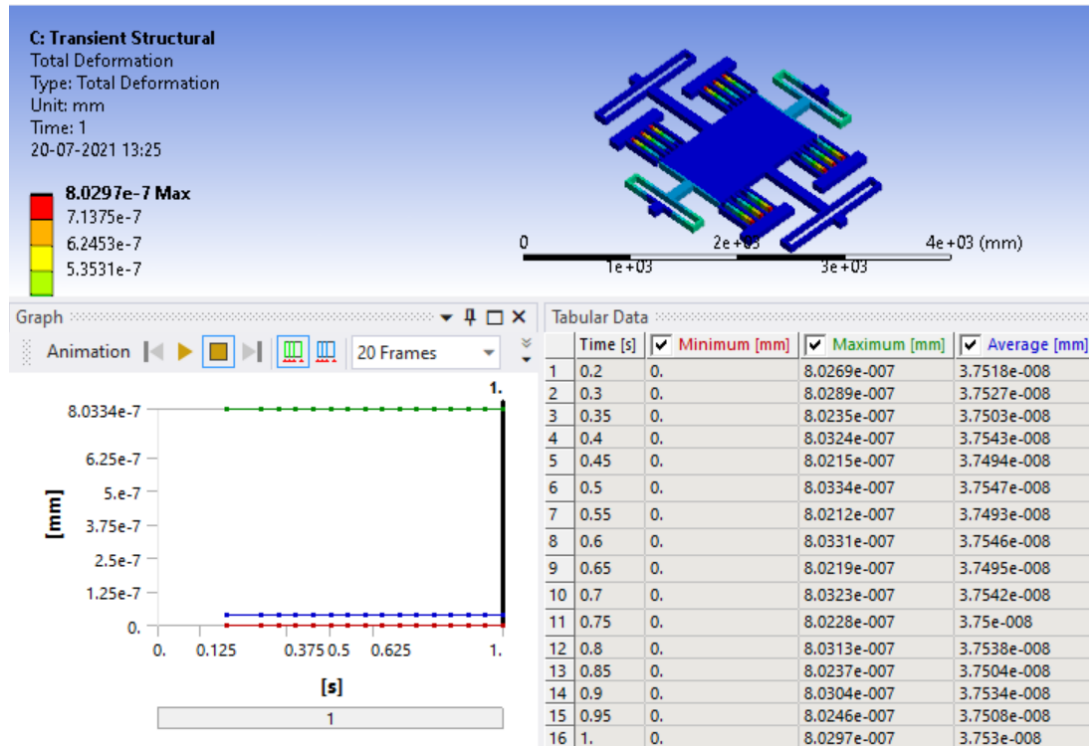 C: Transient Structural
Total Deformation
Type: Total Deformation
Unit: mm
Time: 1
20-07-2021 13:25
8.0297e-7 Max
7.1375e-7
6.2453e-7
5.3531e-7
0 2e+03 4e+03 (mm)
1e+03 3e+03
Graph
Animation 20 Frames
1.
8.0334e-7
6.25e-7
5.e-7
3.75e-7
2.5e-7
1.25e-7
0.
[mm]
0. 0.125 0.375 0.5 0.625 1.
[s]
1
Tabular Data
Time [s] Minimum [mm] Maximum [mm] Average [mm]
1 0.2 0. 8.0269e-007 3.7518e-008
2 0.3 0. 8.0289e-007 3.7527e-008
3 0.35 0. 8.0235e-007 3.7503e-008
4 0.4 0. 8.0324e-007 3.7543e-008
5 0.45 0. 8.0215e-007 3.7494e-008
6 0.5 0. 8.0334e-007 3.7547e-008
7 0.55 0. 8.0212e-007 3.7493e-008
8 0.6 0. 8.0331e-007 3.7546e-008
9 0.65 0. 8.0219e-007 3.7495e-008
10 0.7 0. 8.0323e-007 3.7542e-008
11 0.75 0. 8.0228e-007 3.75e-008
12 0.8 0. 8.0313e-007 3.7538e-008
13 0.85 0. 8.0237e-007 3.7504e-008
14 0.9 0. 8.0304e-007 3.7534e-008
15 0.95 0. 8.0246e-007 3.7508e-008
16 1. 0. 8.0297e-007 3.753e-008